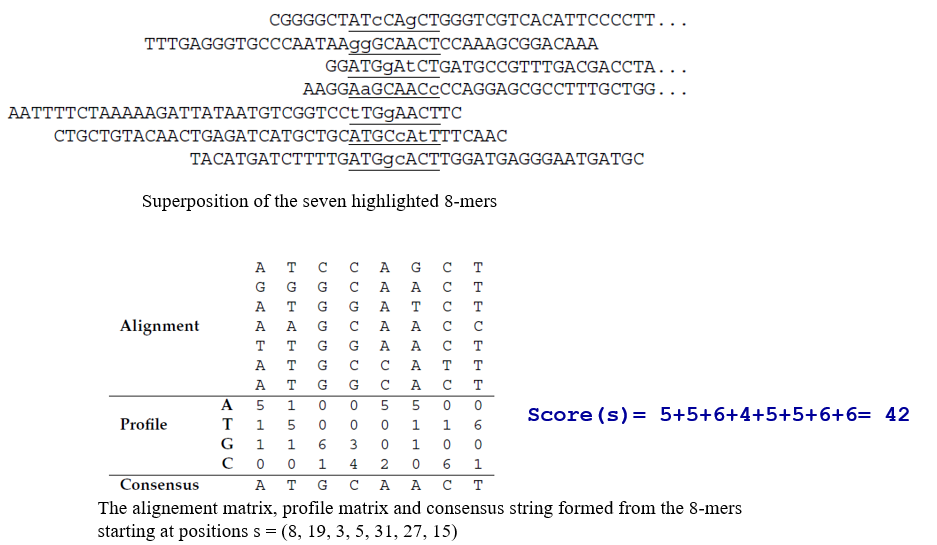 CGGGGCTATcCAgCTGGGTCGTCACATTCCCCTT...
TTTGAGGGTGCCCAATAAggGCAACTCCAAAGCGGACAAA
GGATGgAtCTGATGCCGTTTGACGACCTA...
AAGGAaGCAACcCCAGGAGCGCCTTTGCTGG...
AATTTTCTAAAAAGATTATAATGTCGGTCCtTGgAACTTC
CTGCTGTACAACTGAGATCATGCTGCATGCcAtTTTCAAC
TACATGATCTTTTGATGgcACTTGGATGAGGGAATGATGC
Superposition of the seven highlighted 8-mers
A T C C A G C T
G G G C A A C T
A T G G A T C T
Alignment A A G C A A C C
T T G G A A C T
A T G C C A T T
A T G G C A C T
A 5 1 0 0 5 5 0 0
Profile T 1 5 0 0 0 1 1 6
G 1 1 6 3 0 1 0 0
C 0 0 1 4 2 0 6 1
Consensus A T G C A A C T
Score(s)= 5+5+6+4+5+5+6+6= 42
The alignement matrix, profile matrix and consensus string formed from the 8-mers
starting at positions s = (8, 19, 3, 5, 31, 27, 15)